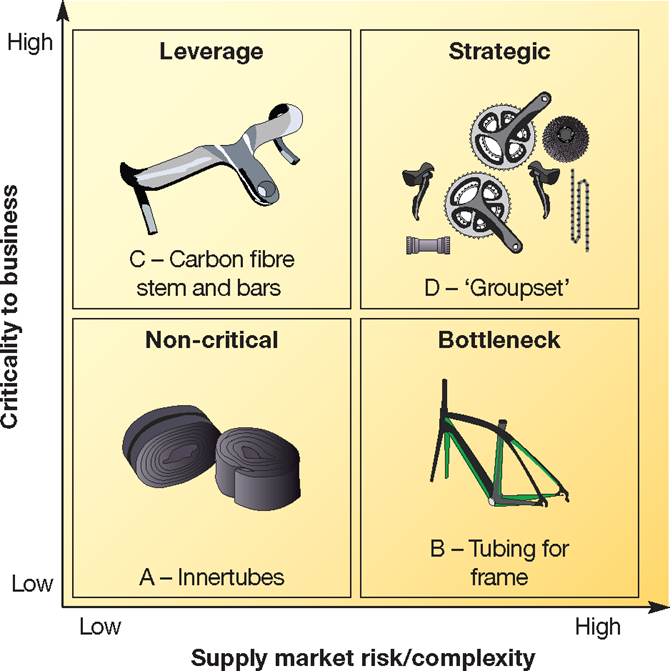 High
Leverage
Strategic
C – Carbon fibre
stem and bars
D – ‘Groupset’
Criticality to business
Non-critical
Bottleneck
A – Innertubes
B – Tubing for
frame
Low
Low
High
Supply market risk/complexity